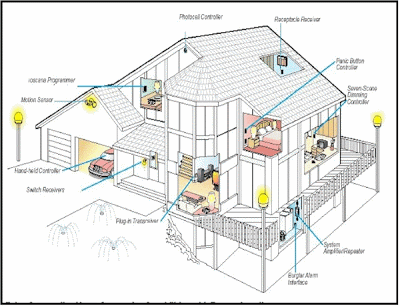 Photocell Controller
Receptacle Receiver
Programmer
Motion Sensor
Panic Button
Controller
Seven-Scene
Dimming
Controller
Hand-held Controller
Switch Receivers
Plug-in Transceiver
System
Amplifier/Repeater
Burglar Alarm
Interface